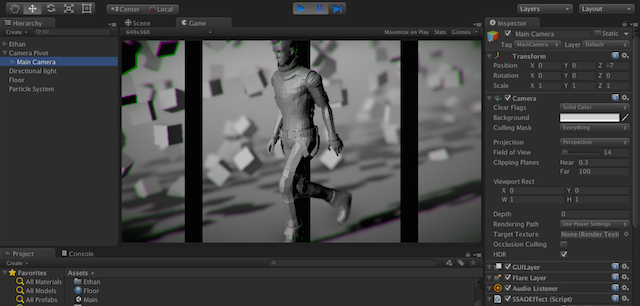 Center Local
Layers Layout
Hierarchy
Create All
Ethan
Camera Pivot
Main Camera
Directional light
Floor
Particle System
Scene Game
640x360 Maximize on Play Stats Gizmos
Inspector
Main Camera Static
Tag MainCamera Layer Default
Transform
Position X 0 Y 0 Z -7
Rotation X 0 Y 0 Z 0
Scale X 1 Y 1 Z 1
Camera
Clear Flags Solid Color
Background
Culling Mask Everything
Projection Perspective
Field of View 14
Clipping Planes Near 0.3
Far 100
Viewport Rect
X 0 Y 0
W 1 H 1
Depth 0
Rendering Path Use Player Settings
Target Texture None (Render Text
Occlusion Culling
HDR
GUILayer
Flare Layer
Audio Listener
SSAOEffect (Script)
Project Console
Create
Favorites
All Materials
All Models
All Prefabs
Assets
Ethan
Floor
Main